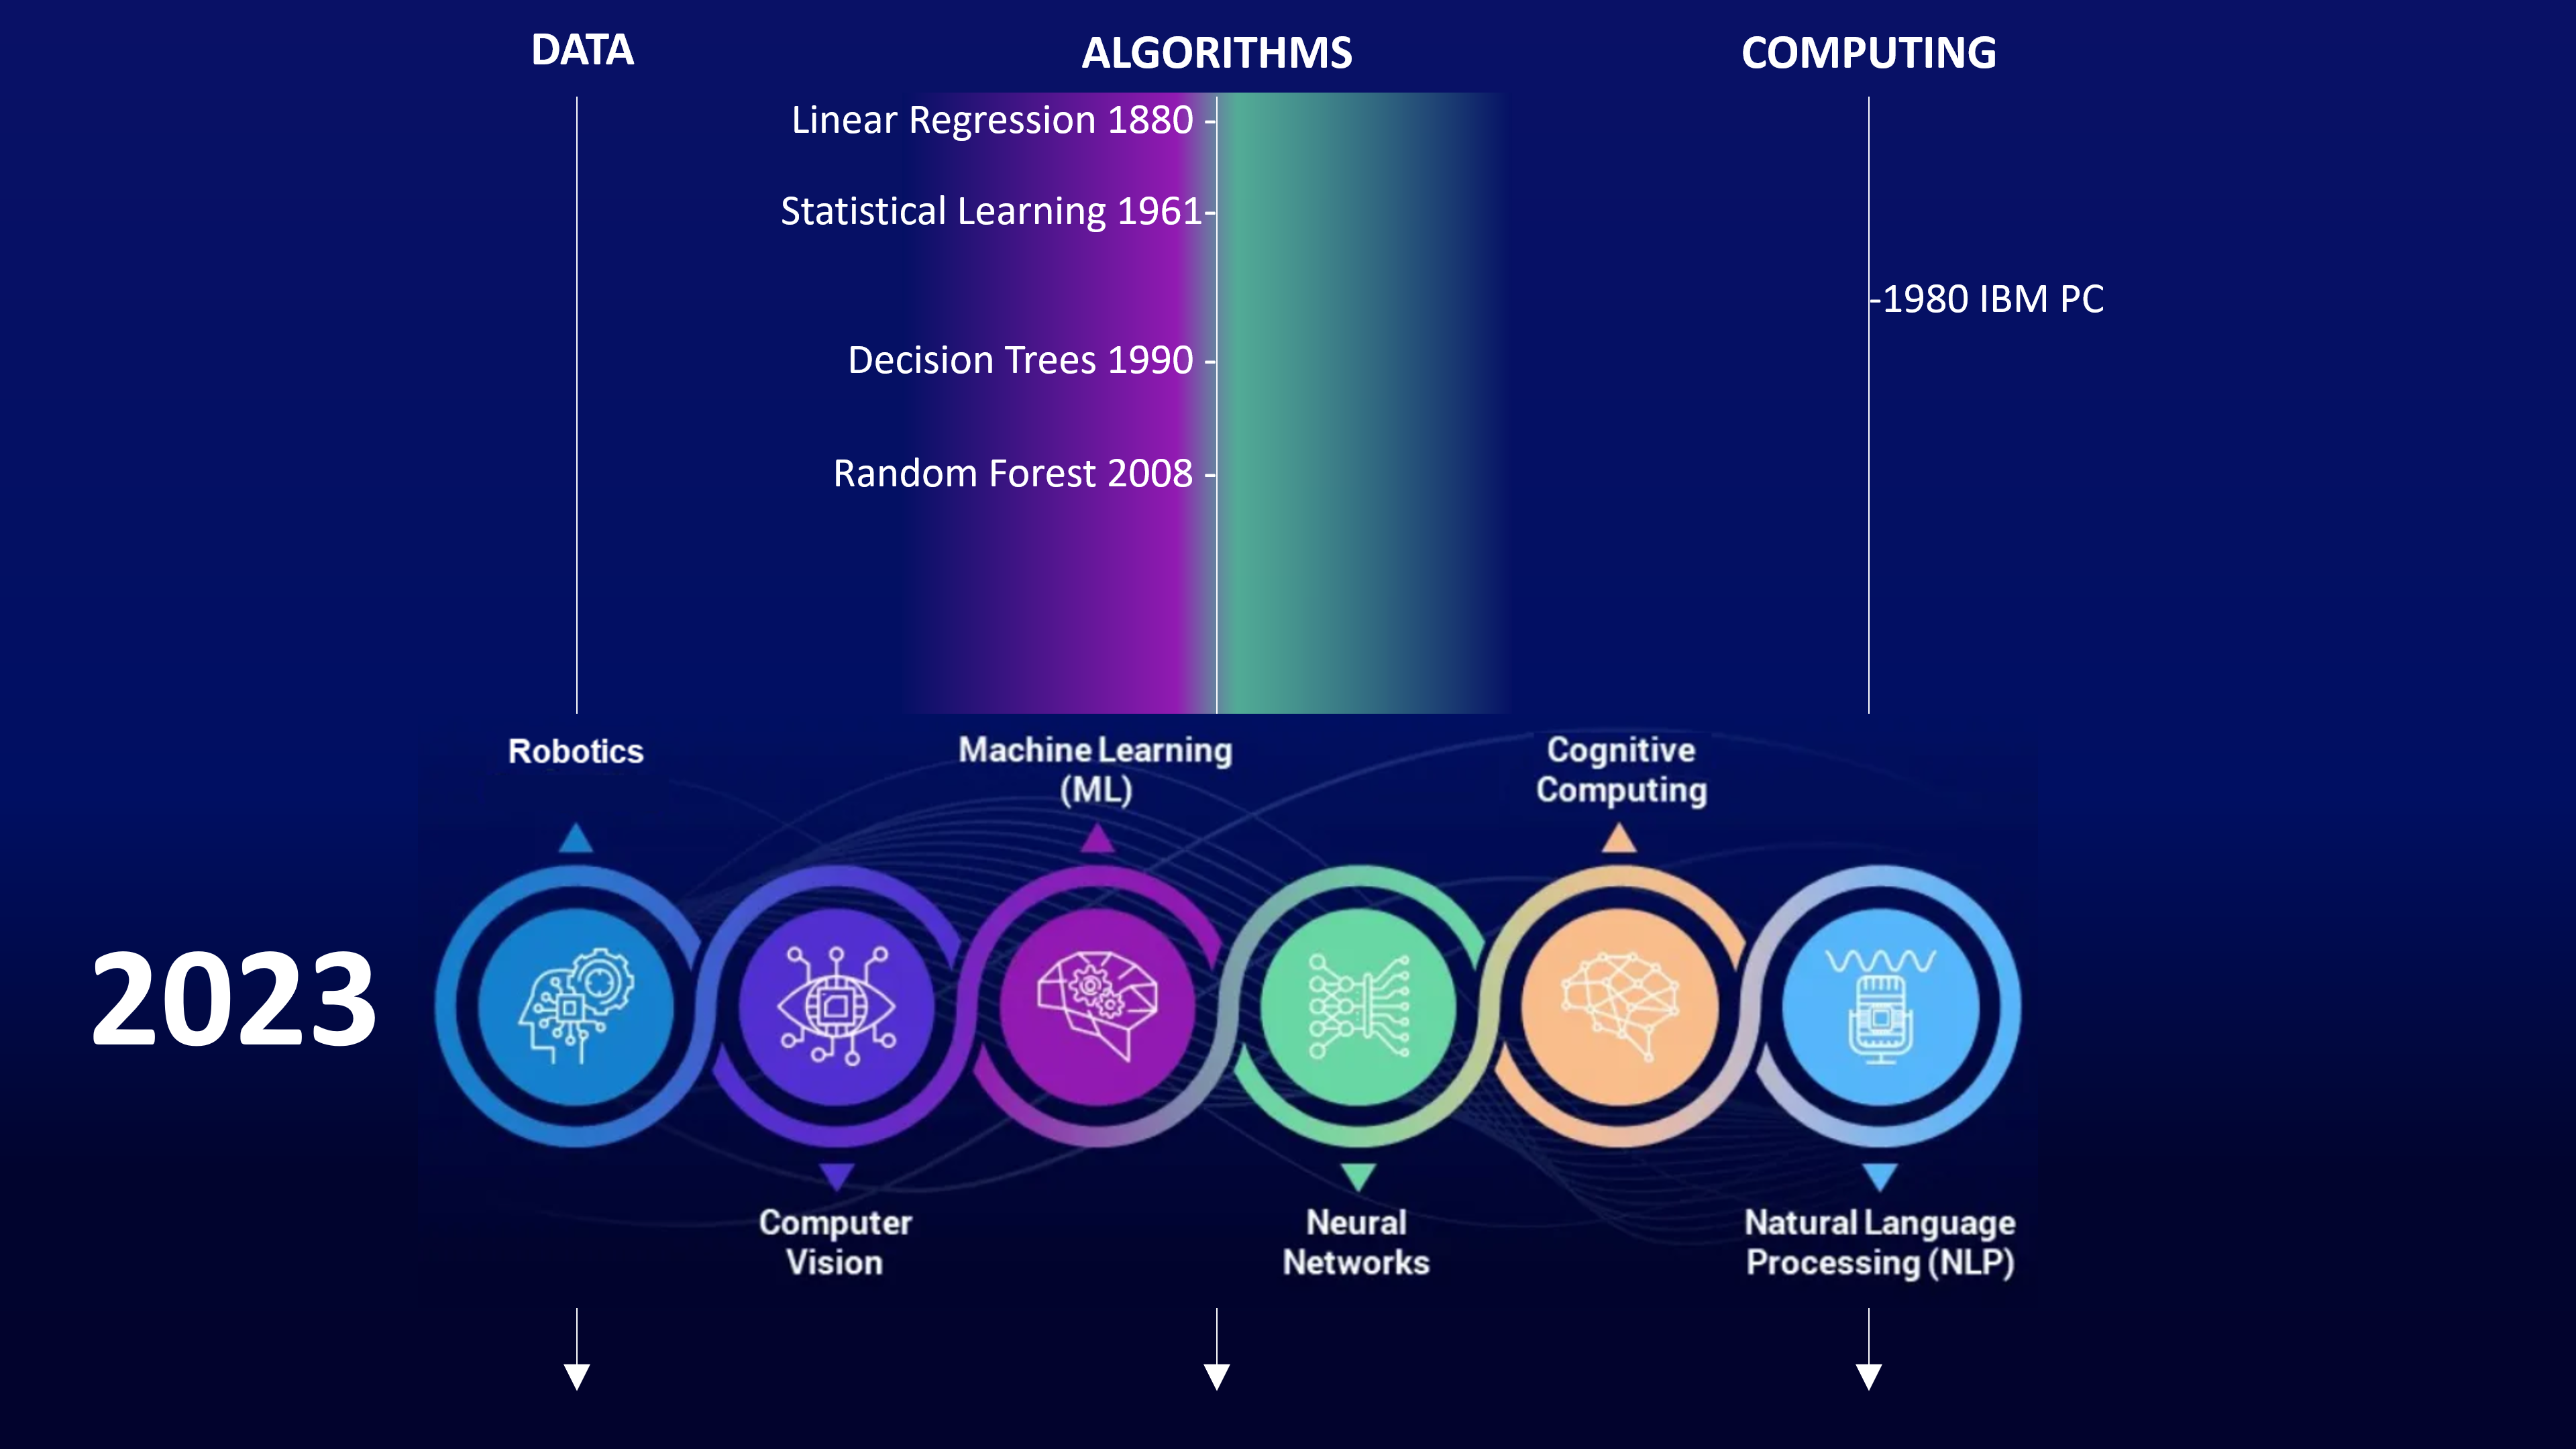 DATA
ALGORITHMS
COMPUTING
Linear Regression 1880 -
Statistical Learning 1961-
-1980 IBM PC
Decision Trees 1990 -
Random Forest 2008 -
Robotics
Machine Learning
(ML)
Cognitive
Computing
2023
Computer
Vision
Neural
Networks
Natural Language
Processing (NLP)